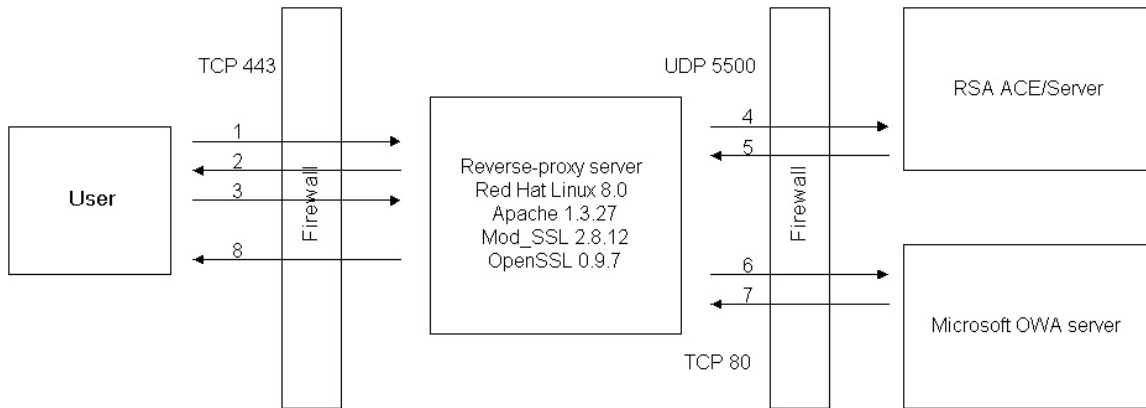 TCP 443
UDP 5500
RSA ACE/Server
1
2
3
8
User
Firewall
Reverse-proxy server
Red Hat Linux 8.0
Apache 1.3.27
Mod_SSL 2.8.12
OpenSSL 0.9.7
4
5
6
7
Firewall
Microsoft OWA server
TCP 80